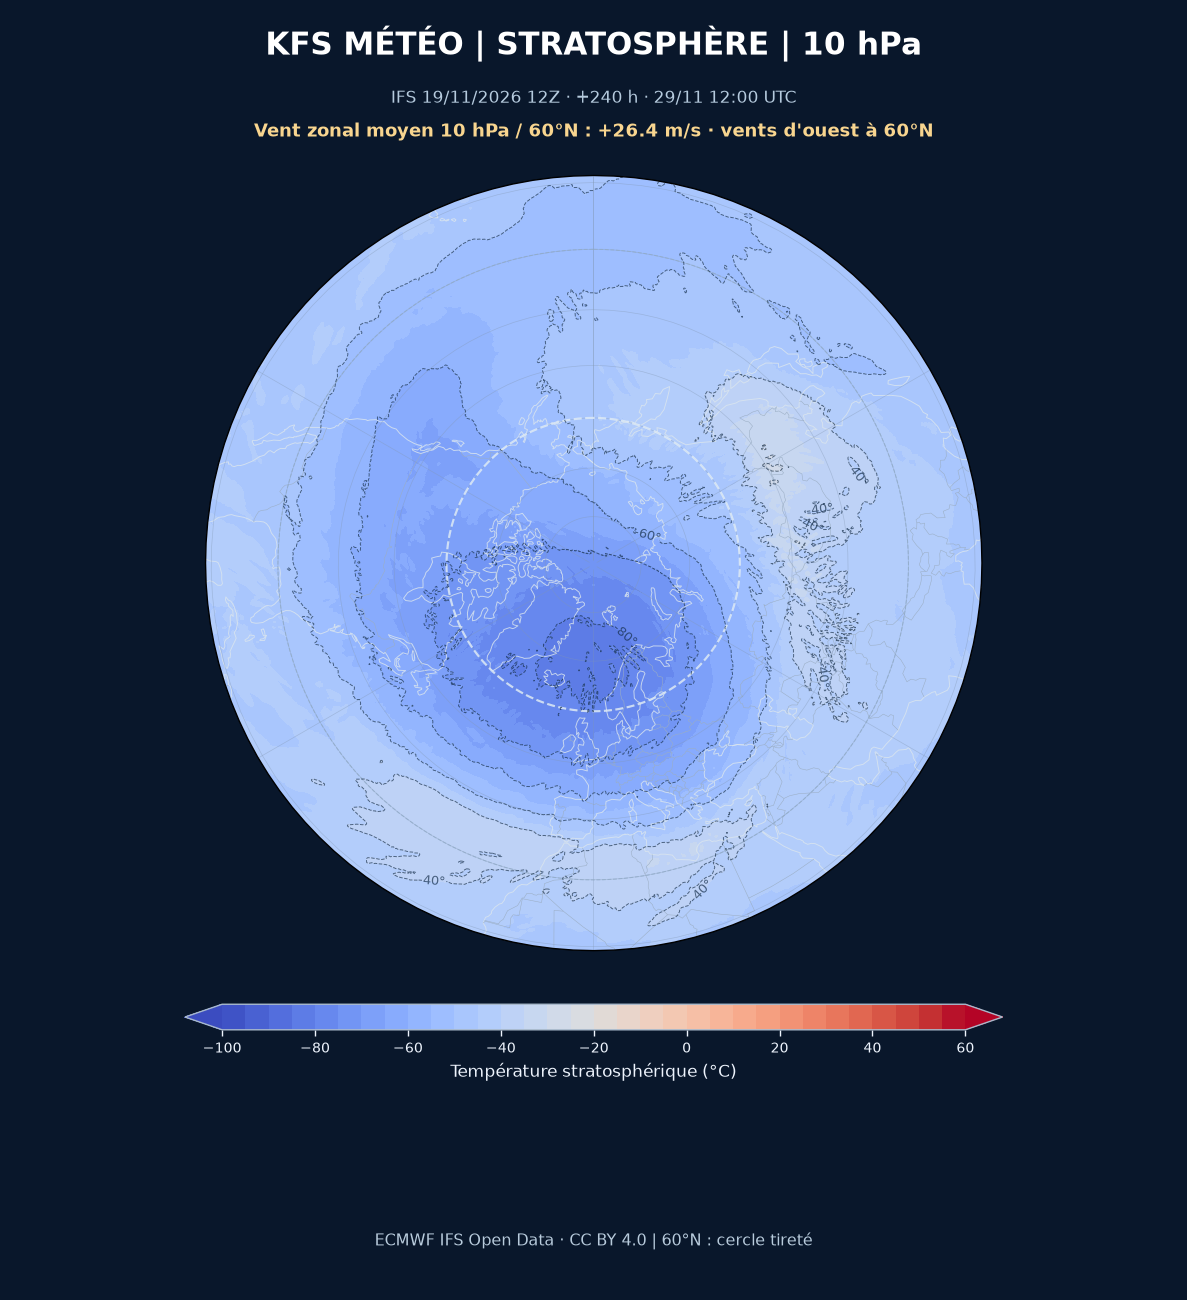 KFS MÉTÉO | STRATOSPHÈRE | 10 hPa
IFS 19/11/2026 12Z · +240 h · 29/11 12:00 UTC
Vent zonal moyen 10 hPa / 60°N : +26.4 m/s · vents d'ouest à 60°N
-40°
-40°
-40°
-60°
-80°
-40°
-40°
-40°
−100 −80 −60 −40 −20 0 20 40 60
Température stratosphérique (°C)
ECMWF IFS Open Data · CC BY 4.0 | 60°N : cercle tireté